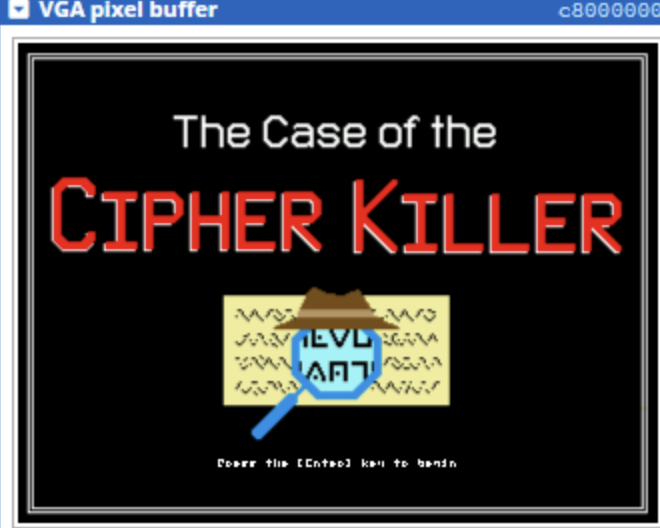 VGA pixel buffer c8000000
The Case of the
CIPHER KILLER
Press the [Enter] key to begin